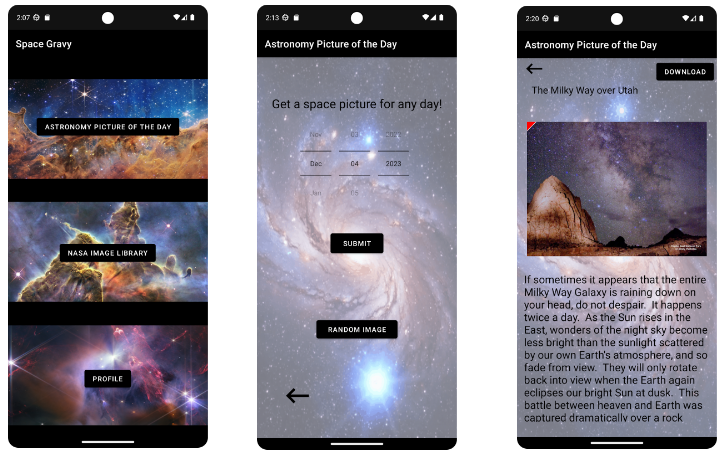 2:07
Space Gravy
ASTRONOMY PICTURE OF THE DAY
NASA IMAGE LIBRARY
PROFILE
2:13
Astronomy Picture of the Day
Get a space picture for any day!
Nov 03 2022
Dec 04 2023
Jan 05
SUBMIT
RANDOM IMAGE
2:20
Astronomy Picture of the Day
DOWNLOAD
The Milky Way over Utah
If sometimes it appears that the entire
Milky Way Galaxy is raining down on
your head, do not despair. It happens
twice a day. As the Sun rises in the
East, wonders of the night sky become
less bright than the sunlight scattered
by our own Earth's atmosphere, and so
fade from view. They will only rotate
back into view when the Earth again
eclipses our bright Sun at dusk. This
battle between heaven and Earth was
captured dramatically over a rock